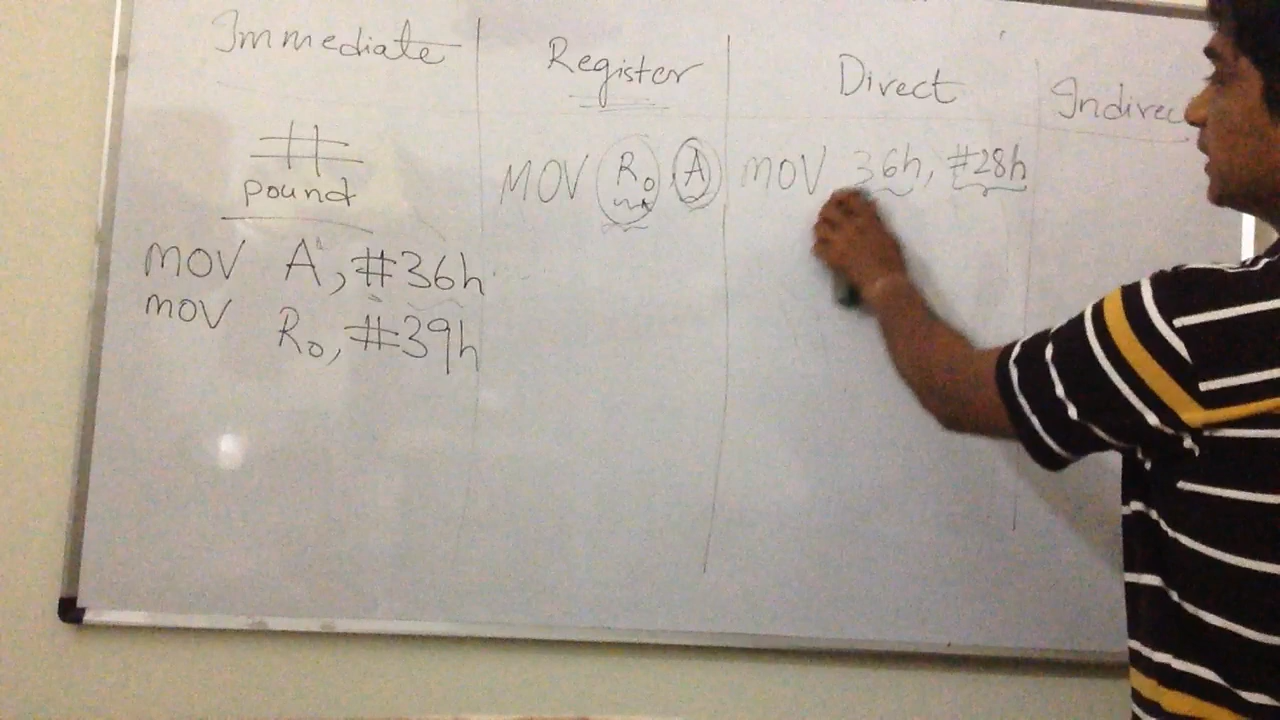 Immediate
#
pound
mov A, #36h
mov R0, #39h
Register
MOV R0, A
Direct
mov 36h, #28h
Indirec